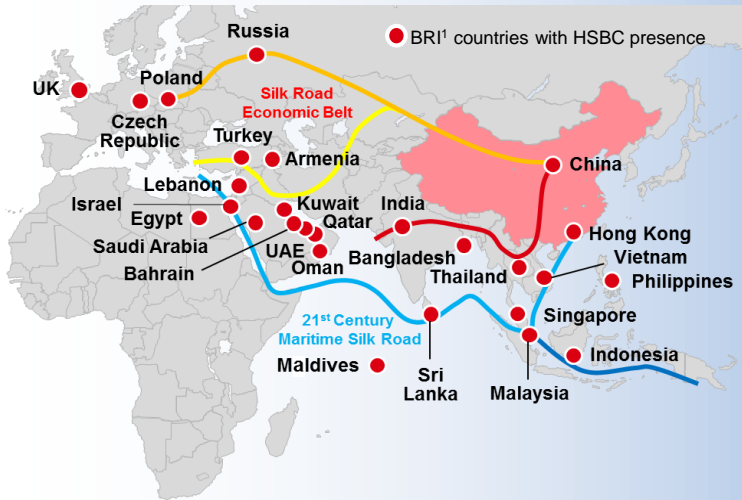 Russia
BRI¹ countries with HSBC presence
UK
Poland
Czech
Republic
Silk Road
Economic Belt
Turkey
Armenia
China
Lebanon
Israel
Kuwait
India
Egypt
Qatar
Hong Kong
Saudi Arabia
UAE
Bangladesh
Vietnam
Bahrain
Oman
Thailand
Philippines
21st Century
Maritime Silk Road
Singapore
Maldives
Sri
Lanka
Malaysia
Indonesia